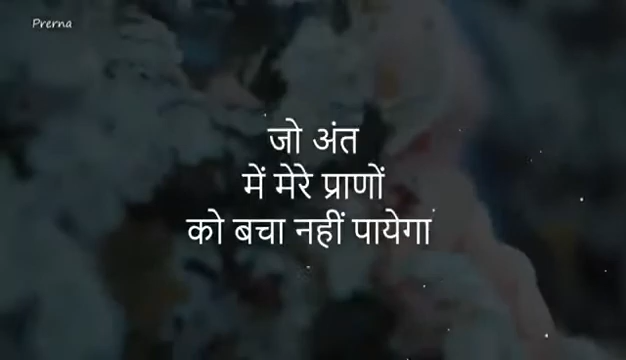 Prerna
जो अंत
में मेरे प्राणों
को बचा नहीं पायेगा